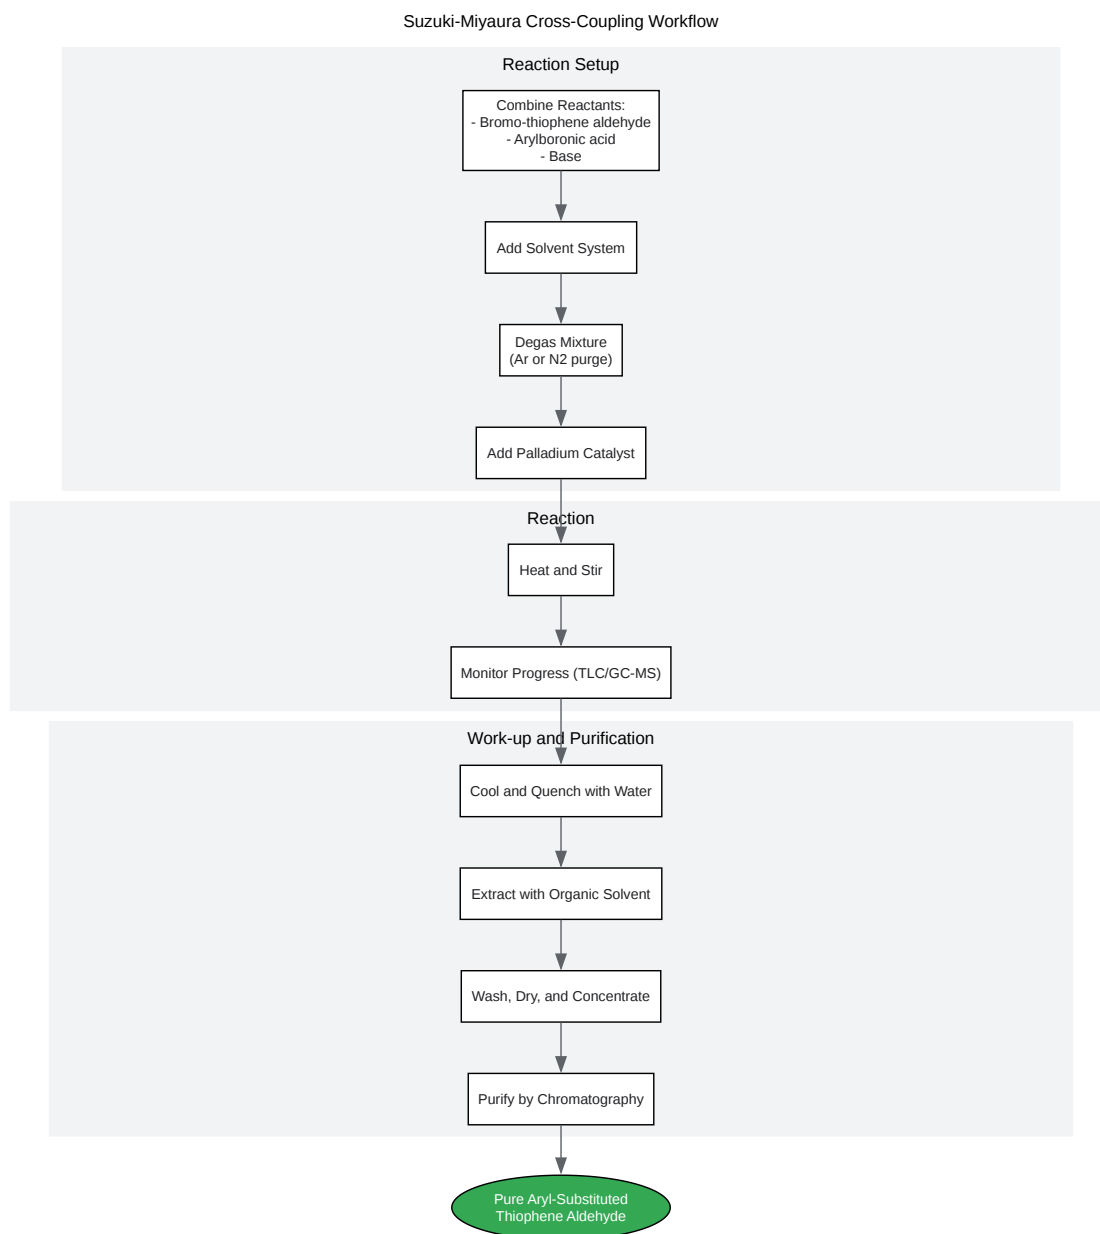 Suzuki-Miyaura Cross-Coupling Workflow
Reaction Setup
Combine Reactants:
- Bromo-thiophene aldehyde
- Arylboronic acid
- Base
Add Solvent System
Degas Mixture
(Ar or N2 purge)
Add Palladium Catalyst
Reaction
Heat and Stir
Monitor Progress (TLC/GC-MS)
Work-up and Purification
Cool and Quench with Water
Extract with Organic Solvent
Wash, Dry, and Concentrate
Purify by Chromatography
Pure Aryl-Substituted
Thiophene Aldehyde